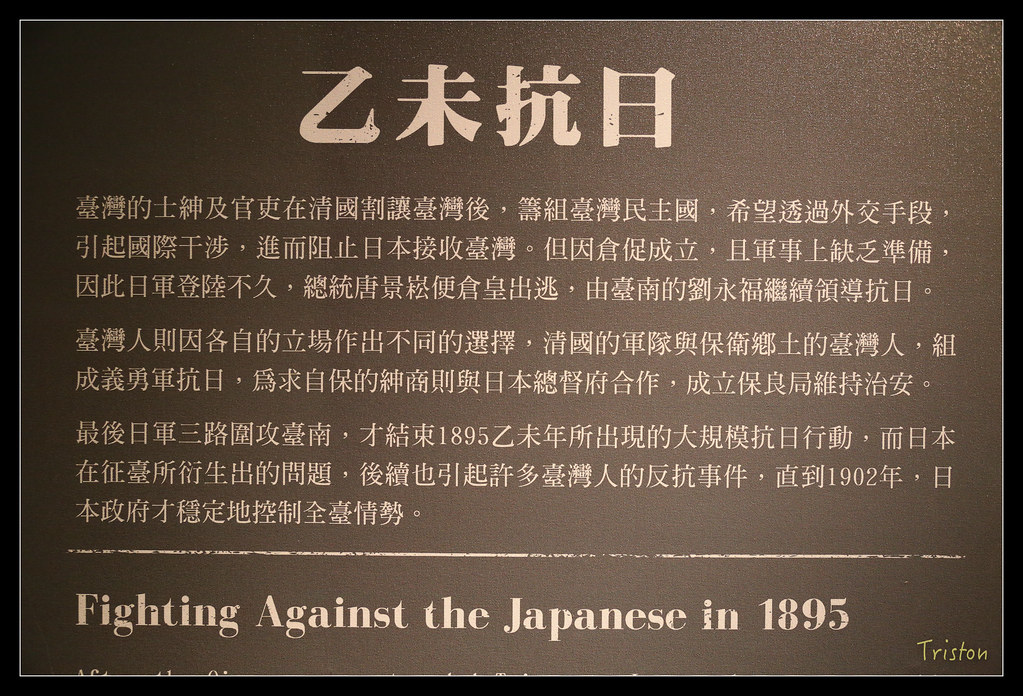 乙未抗日
臺灣的士紳及官吏在清國割讓臺灣後，籌組臺灣民主國，希望透過外交手段，
引起國際干涉，進而阻止日本接收臺灣。但因倉促成立，且軍事上缺乏準備，
因此日軍登陸不久，總統唐景崧便倉皇出逃，由臺南的劉永福繼續領導抗日。
臺灣人則因各自的立場作出不同的選擇，清國的軍隊與保衛鄉土的臺灣人，組
成義勇軍抗日，為求自保的紳商則與日本總督府合作，成立保良局維持治安。
最後日軍三路圍攻臺南，才結束1895乙未年所出現的大規模抗日行動，而日本
在征臺所衍生出的問題，後續也引起許多臺灣人的反抗事件，直到1902年，日
本政府才穩定地控制全臺情勢。
Fighting Against the Japanese in 1895
Triston